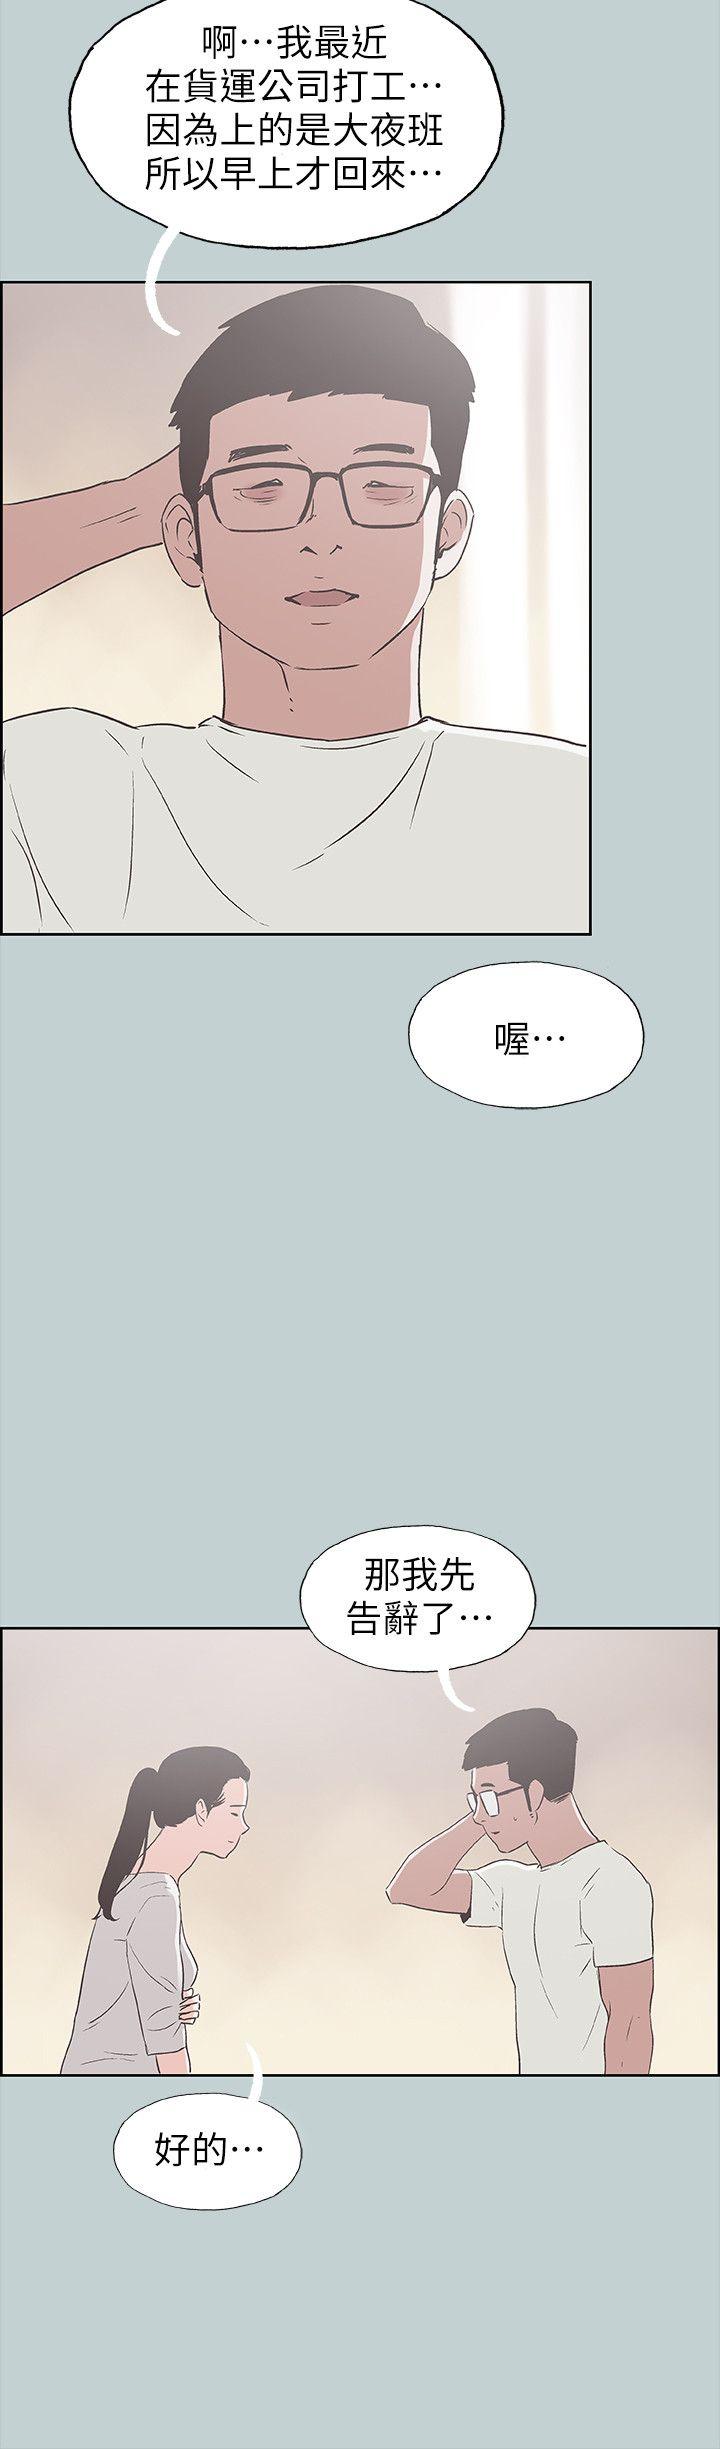 啊⋯我最近
在貨運公司打工⋯
因為上的是大夜班
所以早上才回來⋯
喔⋯
那我先
告辭了⋯
好的⋯